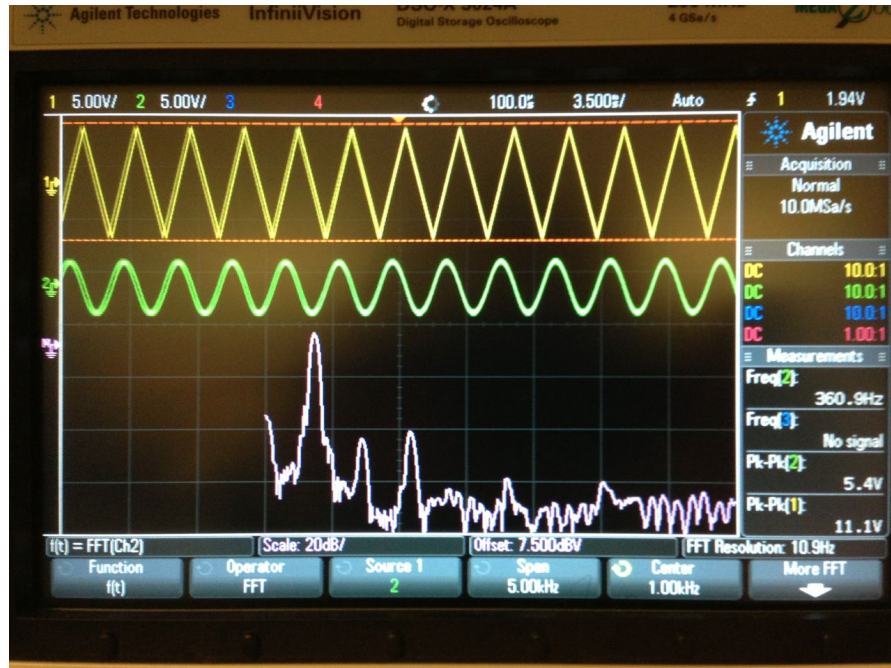 Agilent Technologies InfiniiVision
Digital Storage Oscilloscope
4 GSa/s
MEGA Zoom
1 5.00V/ 2 5.00V/ 3 4 100.0s 3.500s/ Auto 1 1.94V
Agilent
Acquisition
Normal
10.0MSa/s
Channels
DC 10.0:1
DC 10.0:1
DC 10.0:1
DC 1.00:1
Measurements
Freq(2):
360.9Hz
Freq(3):
No signal
Pk-Pk(2):
5.4V
Pk-Pk(1):
11.1V
f(t) = FFT(Ch2) Scale: 20dB/ Offset: 7.500dBV FFT Resolution: 10.9Hz
Function Operator Source 1 Span Center More FFT
f(t) FFT 2 5.00kHz 1.00kHz